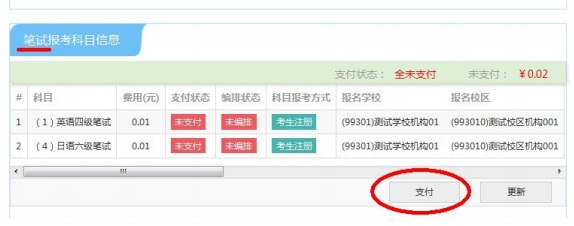 笔试报考科目信息
支付状态： 全未支付 未支付： ￥0.02
# 科目 费用(元) 支付状态 编排状态 科目报考方式 报名学校 报名校区
1 （1）英语四级笔试 0.01 未支付 未编排 考生注册 (99301)测试学校机构01 (993010)测试校区机构001
2 （4）日语六级笔试 0.01 未支付 未编排 考生注册 (99301)测试学校机构01 (993010)测试校区机构001
支付 更新